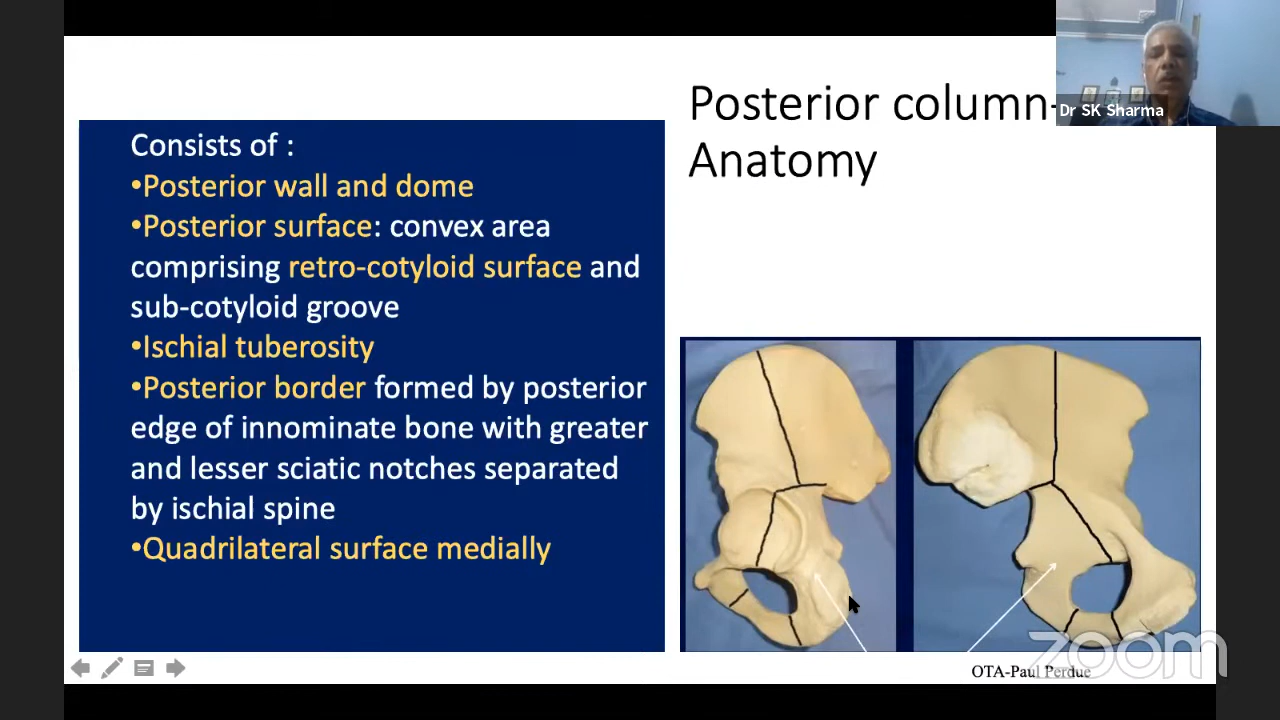 Posterior column-
Anatomy
Dr SK Sharma
Consists of :
•Posterior wall and dome
•Posterior surface: convex area
comprising retro-cotyloid surface and
sub-cotyloid groove
•Ischial tuberosity
•Posterior border formed by posterior
edge of innominate bone with greater
and lesser sciatic notches separated
by ischial spine
•Quadrilateral surface medially
OTA-Paul Perdue
zoom